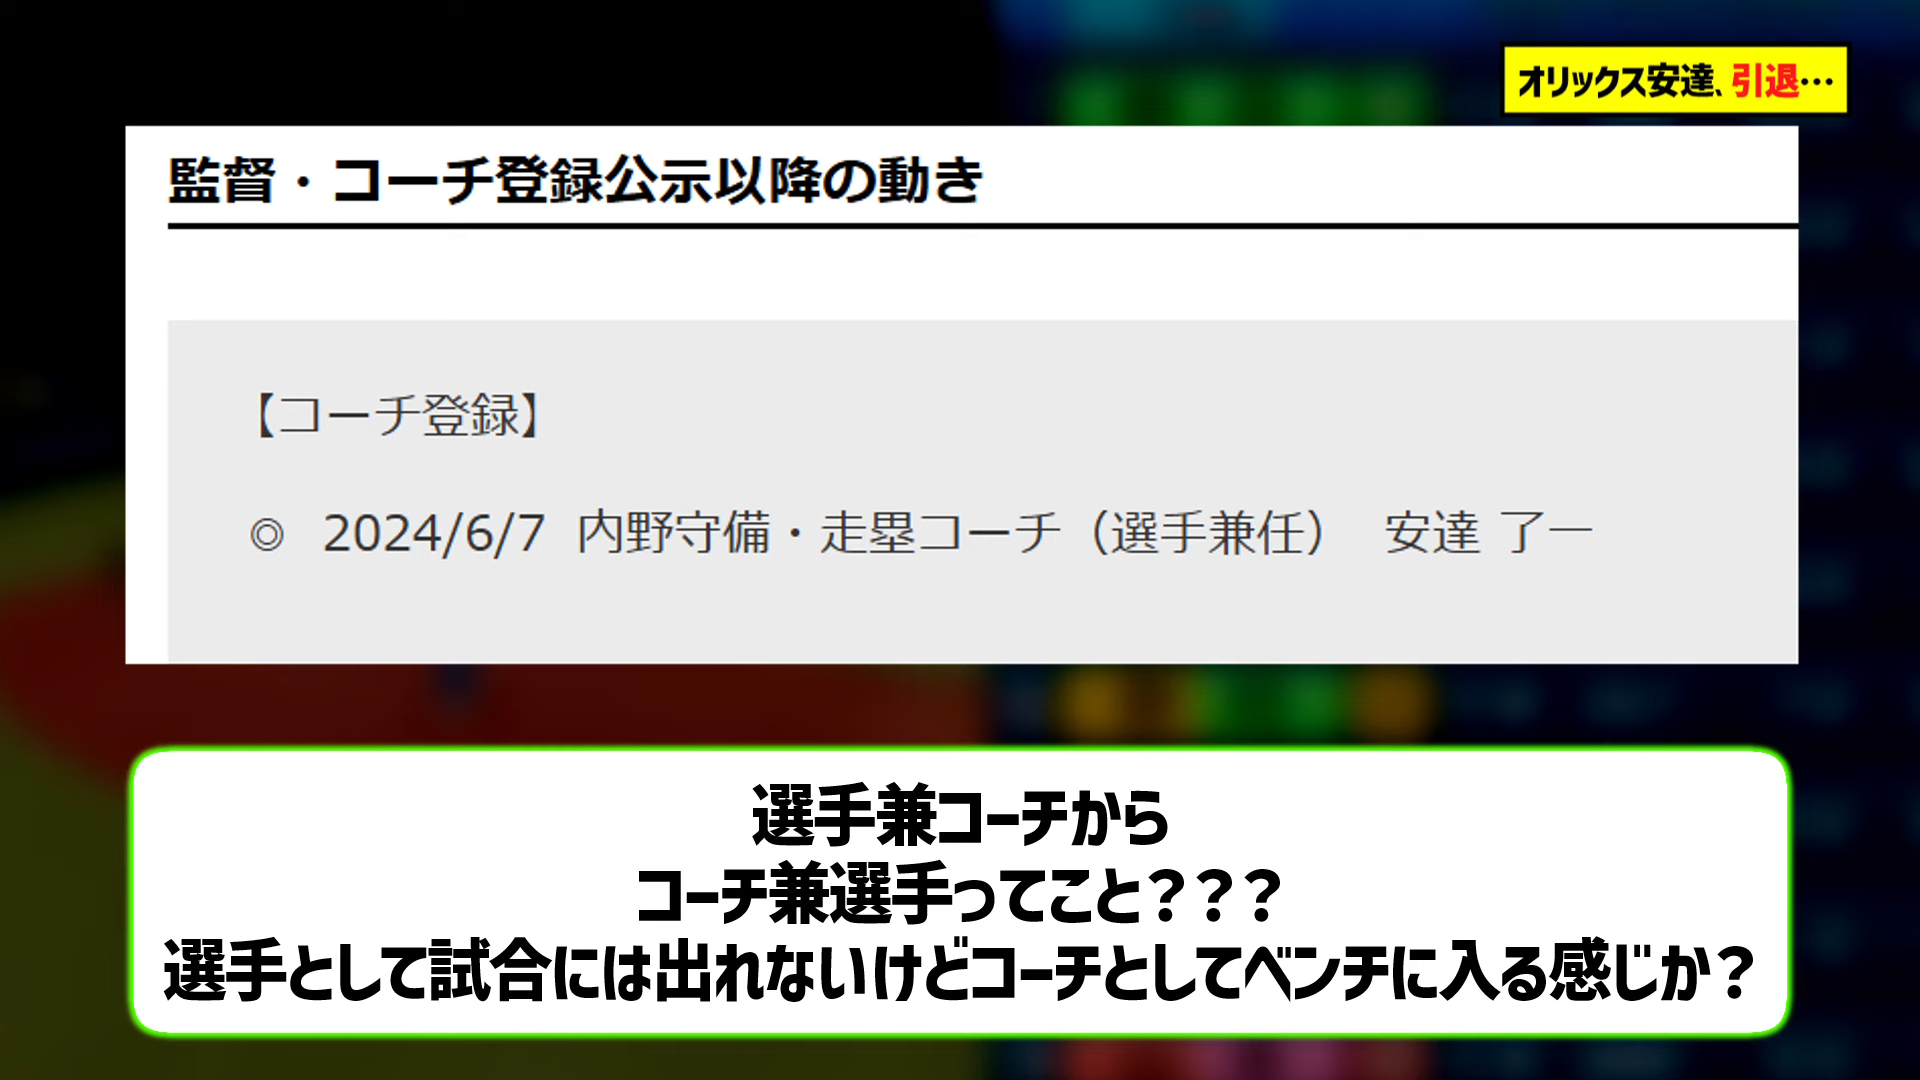 オリックス安達、引退…
監督・コーチ登録公示以降の動き
【コーチ登録】
◎ 2024/6/7 内野守備・走塁コーチ（選手兼任） 安達 了一
選手兼コーチから
コーチ兼選手ってこと？？？
選手として試合には出れないけどコーチとしてベンチに入る感じか？